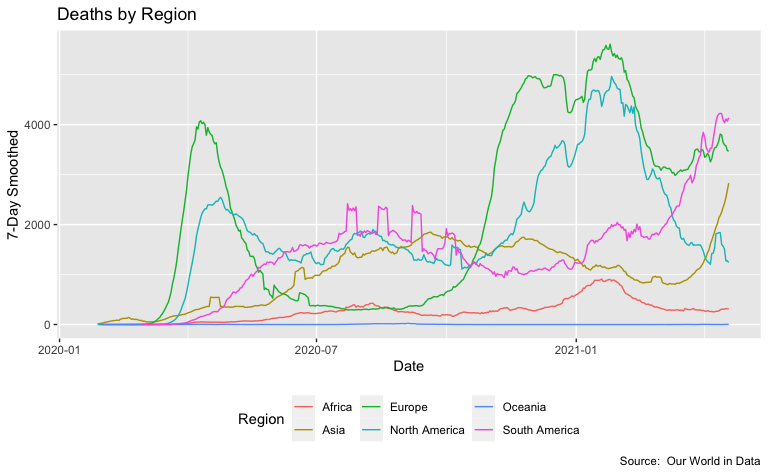 Deaths by Region
7-Day Smoothed
4000
2000
0
2020-01 2020-07 2021-01
Date
Region Africa Europe Oceania
Asia North America South America
Source:  Our World in Data